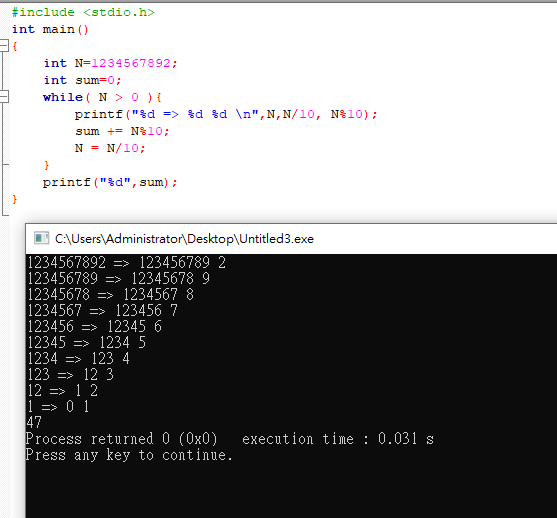 #include <stdio.h>
int main()
{
    int N=1234567892;
    int sum=0;
    while( N > 0 ){
        printf("%d => %d %d \n",N,N/10, N%10);
        sum += N%10;
        N = N/10;
    }
    printf("%d",sum);
}
C:\Users\Administrator\Desktop\Untitled3.exe
1234567892 => 123456789 2
123456789 => 12345678 9
12345678 => 1234567 8
1234567 => 123456 7
123456 => 12345 6
12345 => 1234 5
1234 => 123 4
123 => 12 3
12 => 1 2
1 => 0 1
47
Process returned 0 (0x0)   execution time : 0.031 s
Press any key to continue.